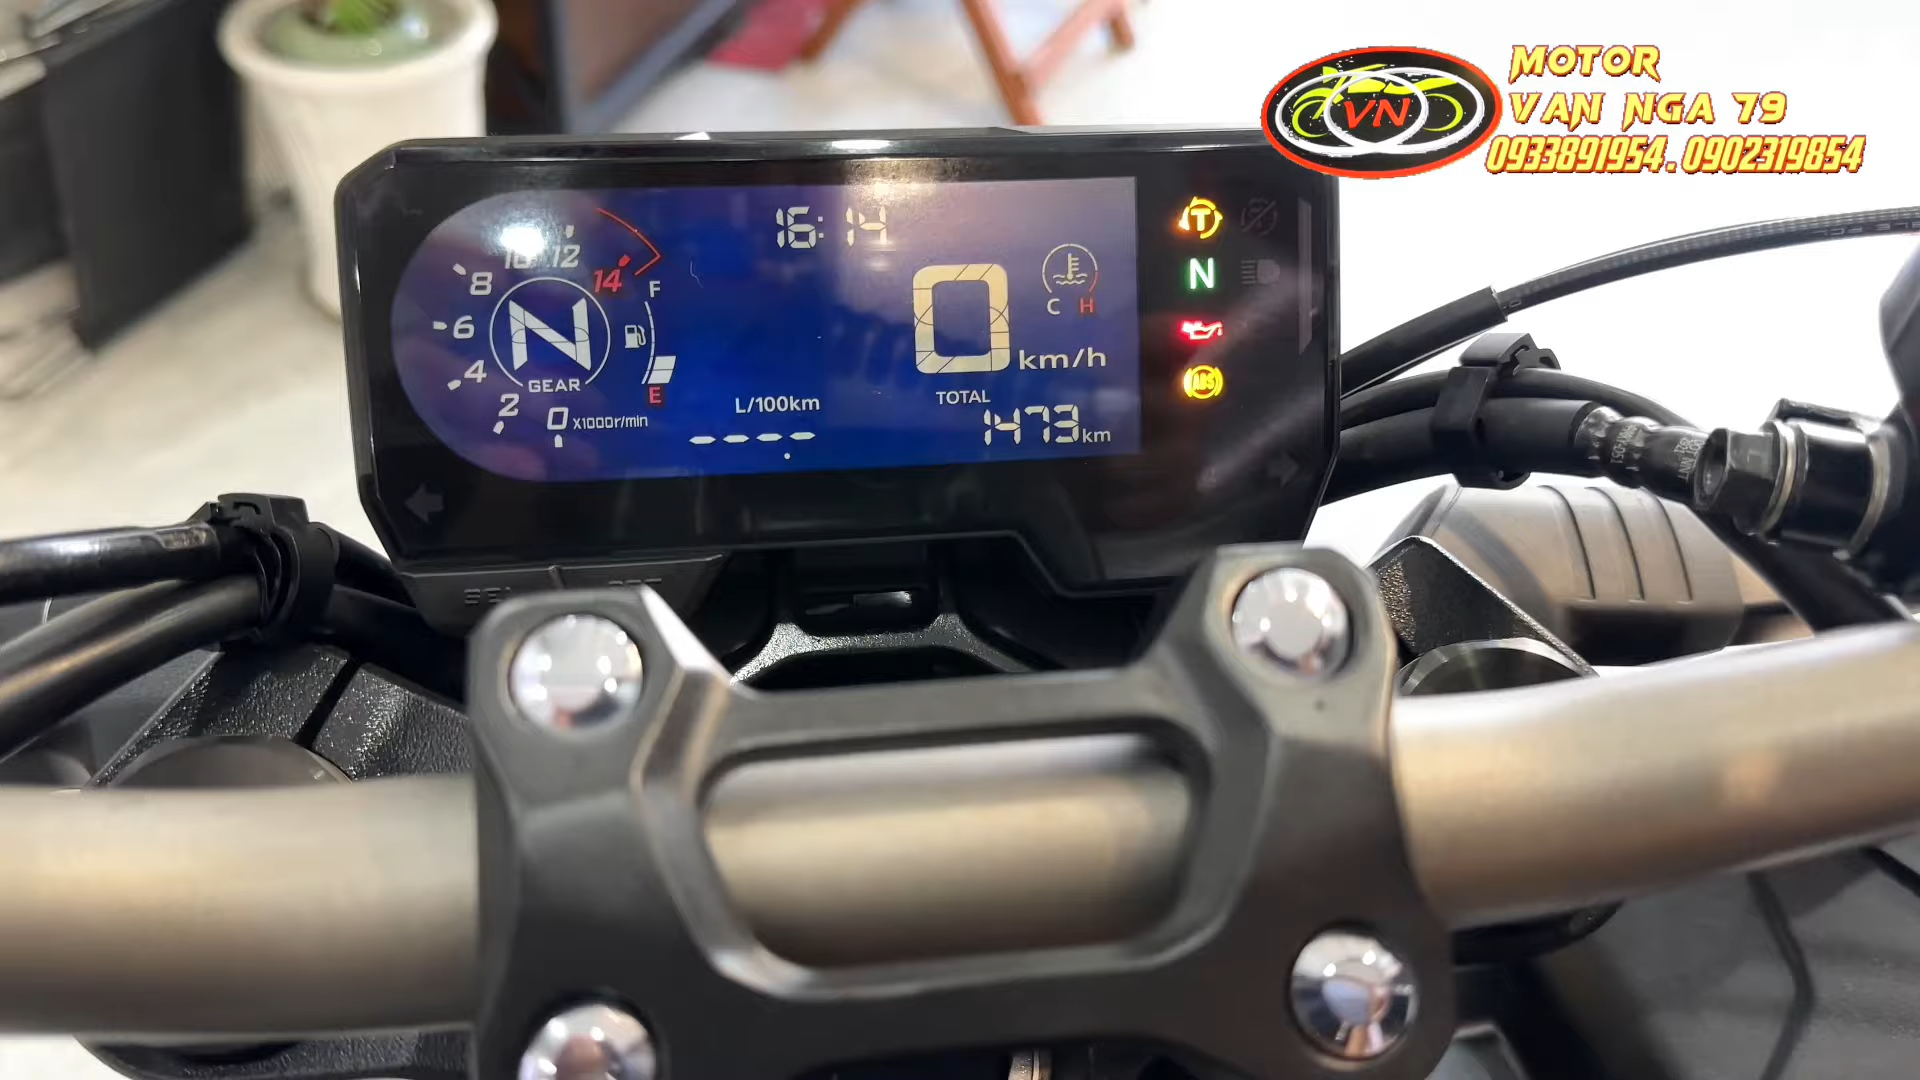 MOTOR
VN
VAN NGA 79
0933891954.0902319854
16:14
10 12
14
8
F
T
6
N
N
C H
0
km/h
4
GEAR
E
ABS
2
L/100km
TOTAL
0 X1000r/min
----
1473km